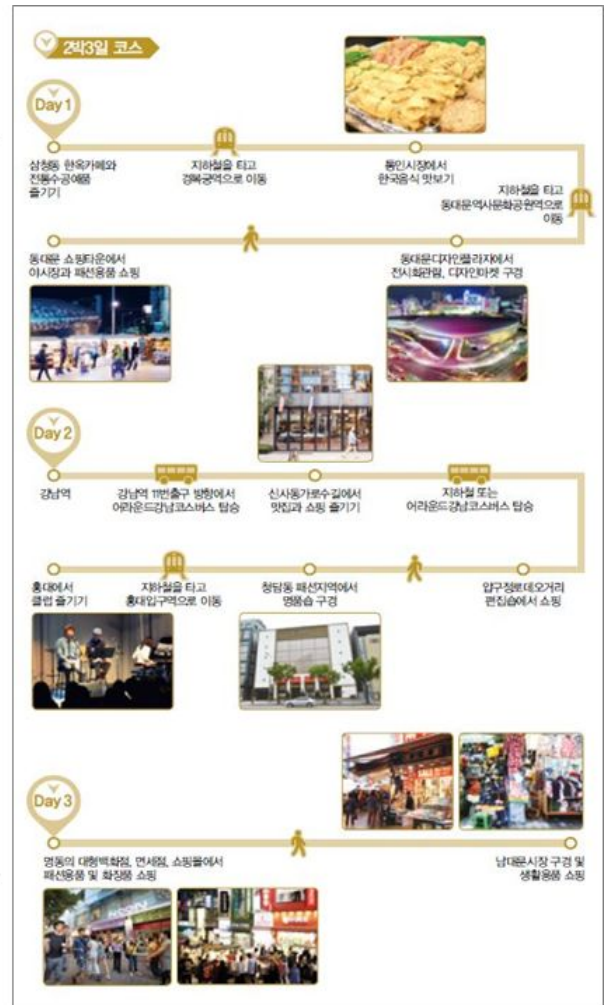 2박3일 코스
Day 1
삼청동 한옥카페와
전통수공예품
즐기기
지하철을 타고
경복궁역으로 이동
통인시장에서
한국음식 맛보기
지하철을 타고
동대문역사문화공원역으로
이동
동대문디자인플라자에서
전시회관람, 디자인마켓 구경
동대문 쇼핑타운에서
야시장과 패션용품 쇼핑
Day 2
강남역
강남역 11번출구 방향에서
어라운드강남코스버스 탑승
신사동가로수길에서
맛집과 쇼핑 즐기기
지하철 또는
어라운드강남코스버스 탑승
압구정로데오거리
편집숍에서 쇼핑
청담동 패션지역에서
명품숍 구경
지하철을 타고
홍대입구역으로 이동
홍대에서
클럽 즐기기
Day 3
명동의 대형백화점, 면세점, 쇼핑몰에서
패션용품 및 화장품 쇼핑
남대문시장 구경 및
생활용품 쇼핑